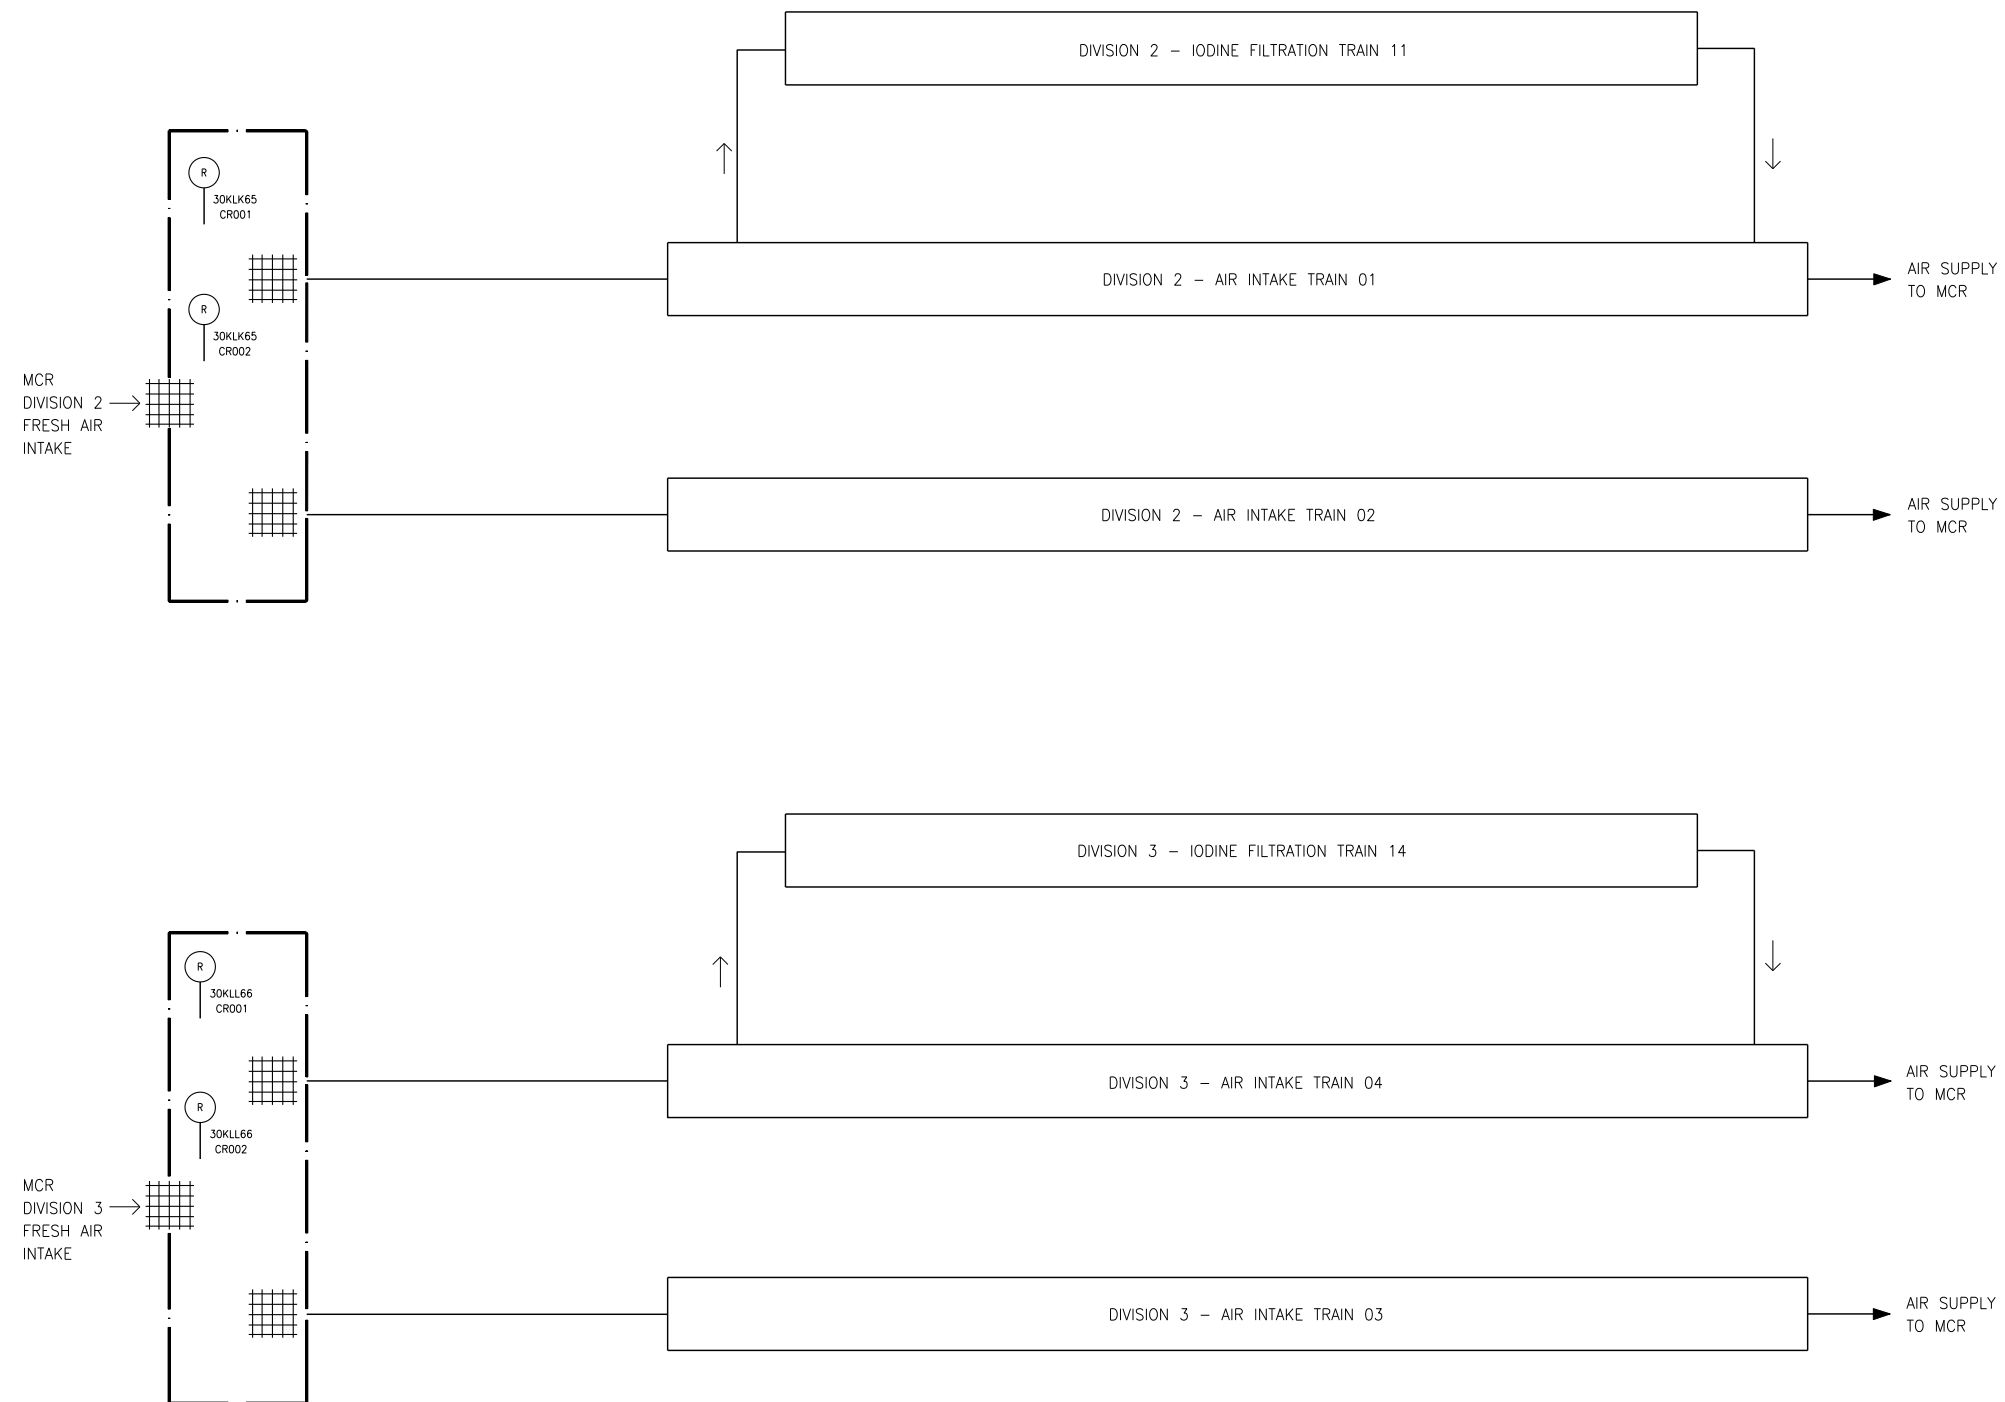 DIVISION 2 – IODINE FILTRATION TRAIN 11
R
30KLK65
CR001
DIVISION 2 – AIR INTAKE TRAIN 01
AIR SUPPLY
TO MCR
R
30KLK65
CR002
MCR
DIVISION 2
FRESH AIR
INTAKE
DIVISION 2 – AIR INTAKE TRAIN 02
AIR SUPPLY
TO MCR
DIVISION 3 – IODINE FILTRATION TRAIN 14
R
30KLL66
CR001
DIVISION 3 – AIR INTAKE TRAIN 04
AIR SUPPLY
TO MCR
R
30KLL66
CR002
MCR
DIVISION 3
FRESH AIR
INTAKE
DIVISION 3 – AIR INTAKE TRAIN 03
AIR SUPPLY
TO MCR